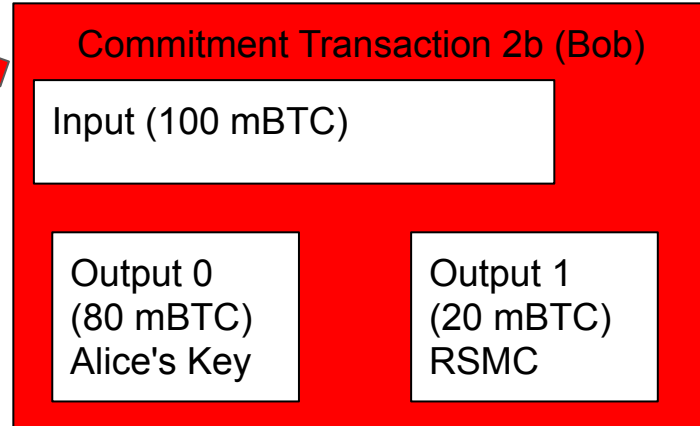 Commitment Transaction 2b (Bob)
Input (100 mBTC)
Output 0
(80 mBTC)
Alice's Key
Output 1
(20 mBTC)
RSMC